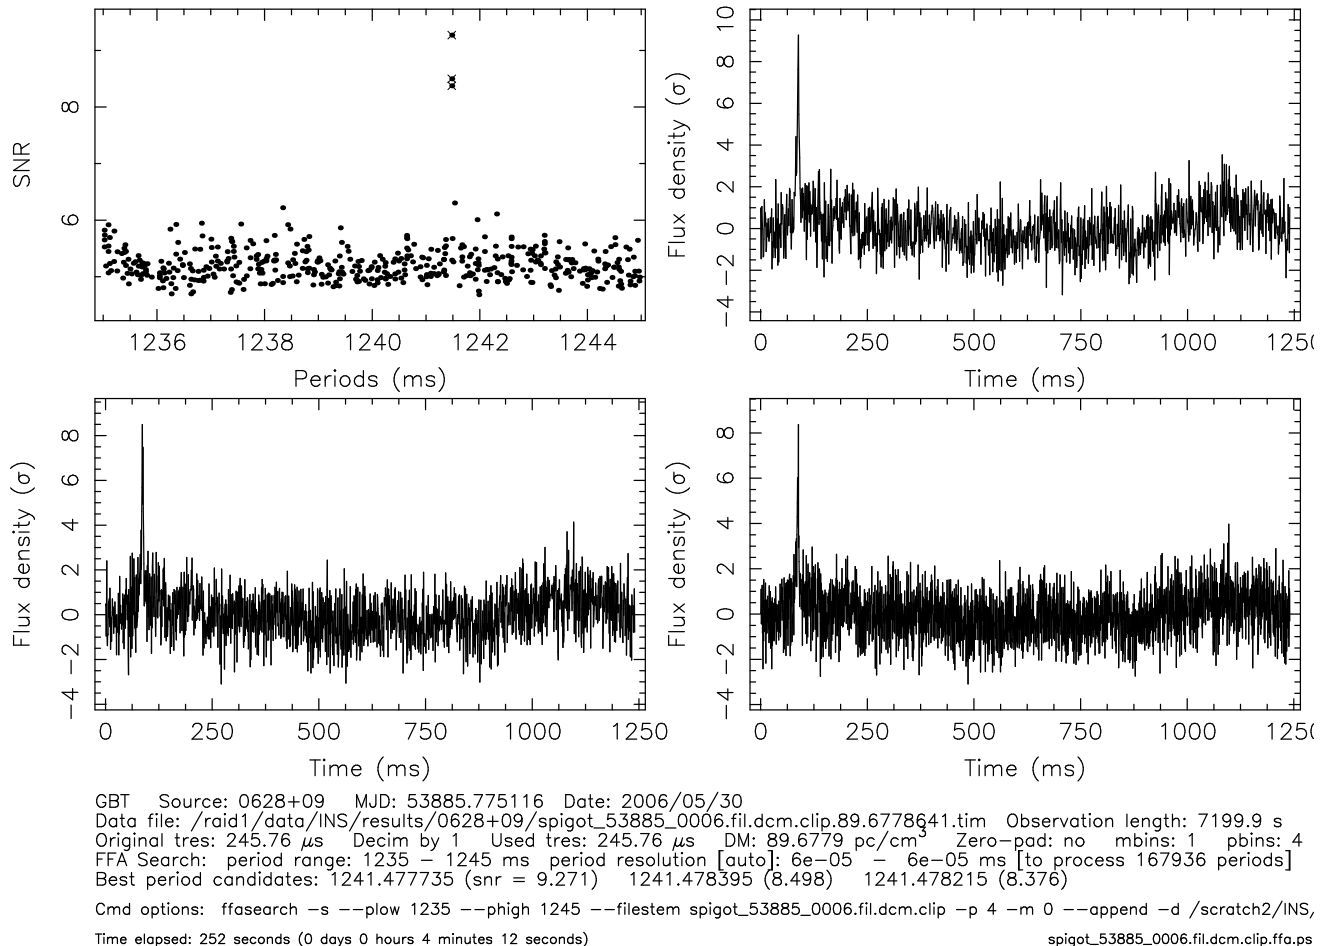 SNR
8
6
1236 1238 1240 1242 1244
Periods (ms)
Flux density (σ)
10
8
6
4
2
0
−2
−4
0 250 500 750 1000 1250
Time (ms)
Flux density (σ)
8
6
4
2
0
−2
−4
0 250 500 750 1000
Time (ms)
Flux density (σ)
8
6
4
2
0
−2
−4
0 250 500 750 1000 1250
Time (ms)
GBT Source: 0628+09 MJD: 53885.775116 Date: 2006/05/30
Data file: /raid1/data/INS/results/0628+09/spigot_53885_0006.fil.dcm.clip.89.6778641.tim Observation length: 7199.9 s
Original tres: 245.76 μs Decim by 1 Used tres: 245.76 μs DM: 89.6779 pc/cm³ Zero-pad: no mbins: 1 pbins: 4
FFA Search: period range: 1235 − 1245 ms period resolution [auto]: 6e−05 − 6e−05 ms [to process 167936 periods]
Best period candidates: 1241.477735 (snr = 9.271) 1241.478395 (8.498) 1241.478215 (8.376)
Cmd options: ffasearch −s −−plow 1235 −−phigh 1245 −−filestem spigot_53885_0006.fil.dcm.clip −p 4 −m 0 −−append −d /scratch2/INS,
Time elapsed: 252 seconds (0 days 0 hours 4 minutes 12 seconds)
spigot_53885_0006.fil.dcm.clip.ffa.ps